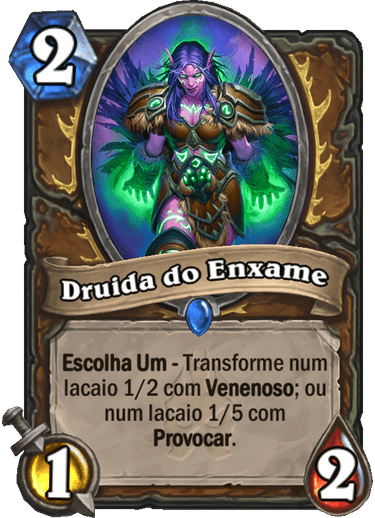 2
Druida do Enxame
Escolha Um - Transforme num
lacaio 1/2 com Venenoso; ou
num lacaio 1/5 com
Provocar.
1
2